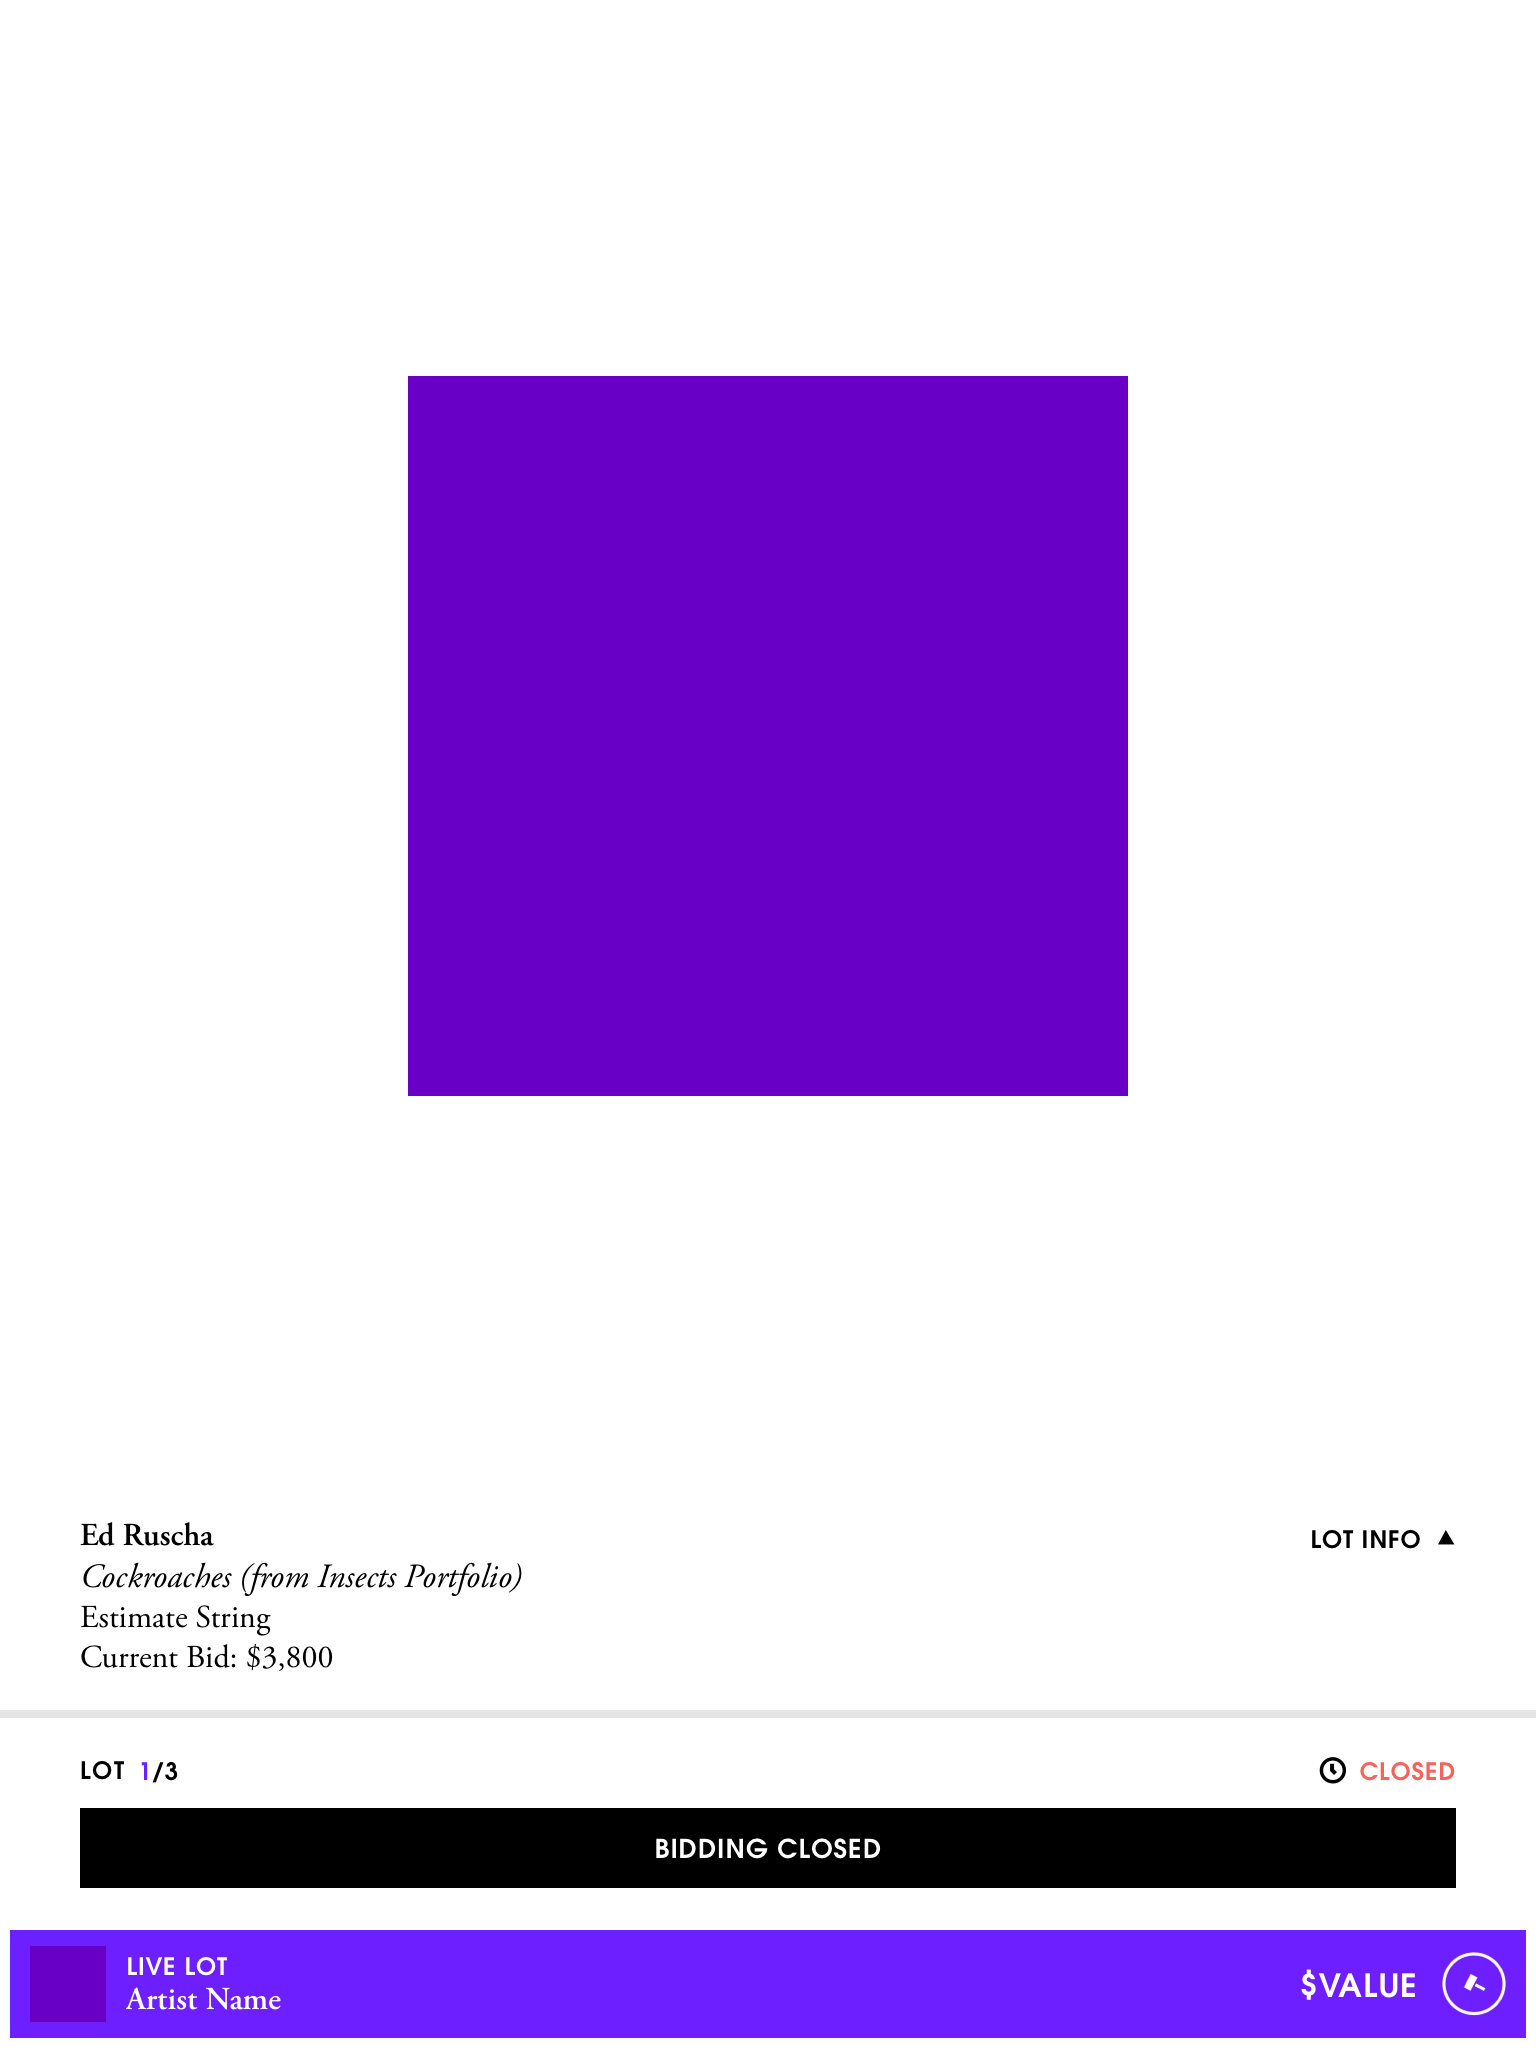 Ed Ruscha
LOT INFO
Cockroaches (from Insects Portfolio)
Estimate String
Current Bid: $3,800
LOT 1/3
CLOSED
BIDDING CLOSED
LIVE LOT
Artist Name
$VALUE